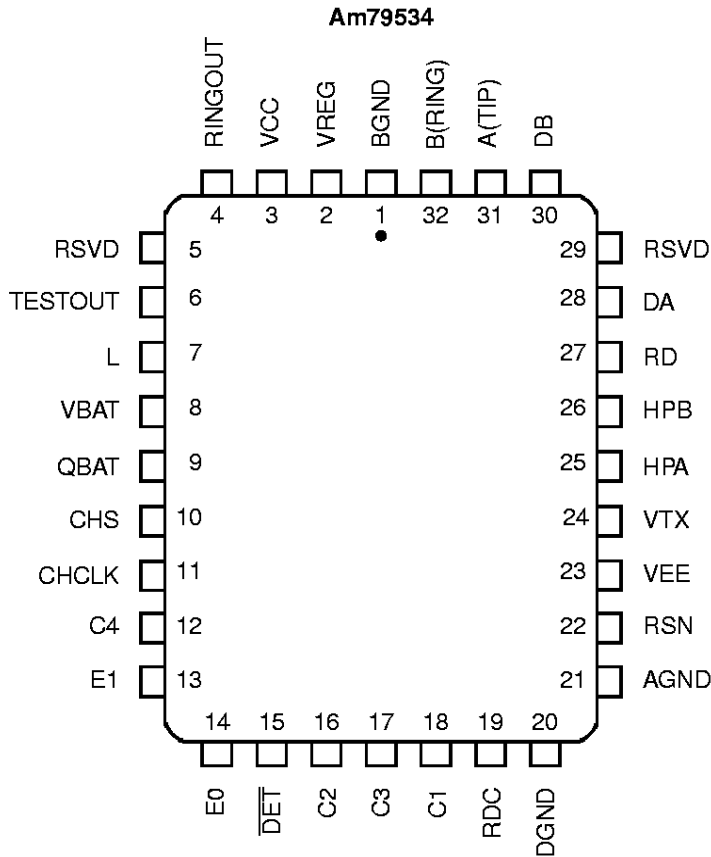 Am79534
RINGOUT VCC VREG BGND B(RING) A(TIP) DB
4 3 2 1 32 31 30
RSVD 5 29 RSVD
TESTOUT 6 28 DA
L 7 27 RD
VBAT 8 26 HPB
QBAT 9 25 HPA
CHS 10 24 VTX
CHCLK 11 23 VEE
C4 12 22 RSN
E1 13 21 AGND
14 15 16 17 18 19 20
E0 D̅E̅T̅ C2 C3 C1 RDC DGND